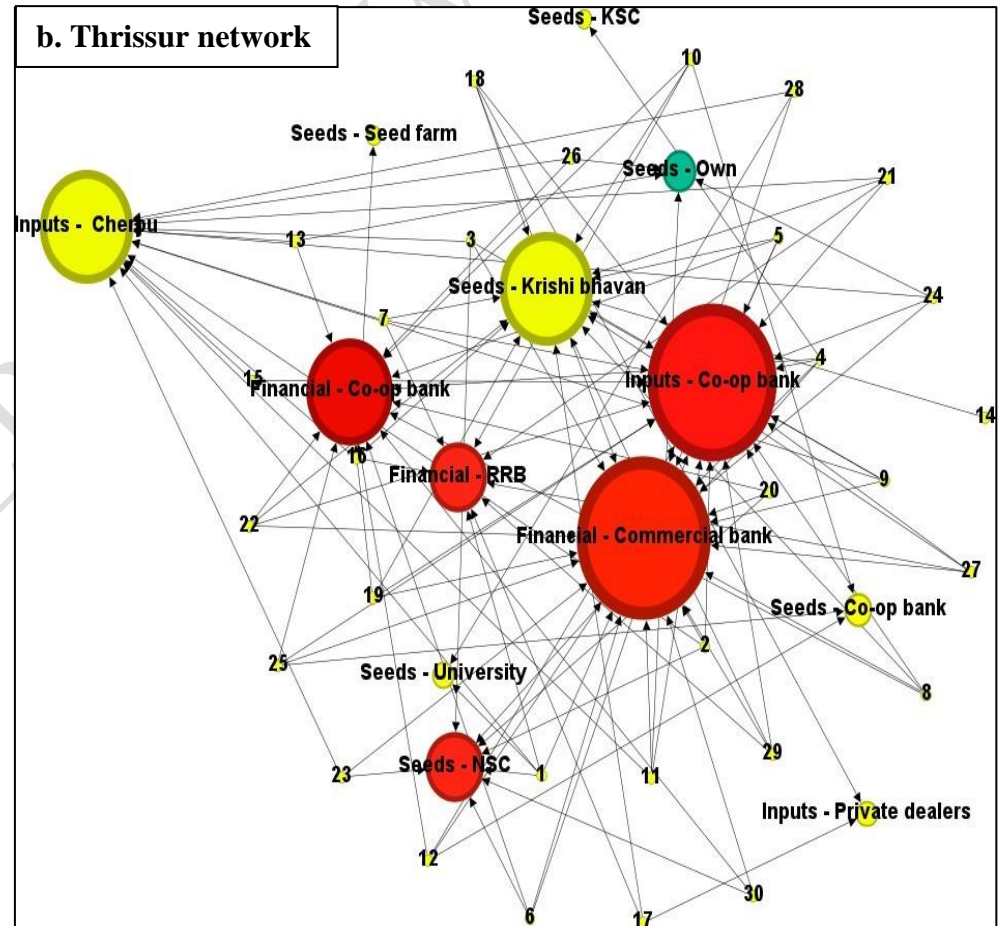 b. Thrissur network
Seeds - KSC
18
10
28
Seeds - Seed farm
26
Seeds - Own
21
Inputs - Cherpu
13
3
5
Seeds - Krishi bhavan
24
7
4
15
Financial - Co-op bank
Inputs - Co-op bank
14
16
Financial - RRB
9
20
22
Financial - Commercial bank
27
19
Seeds - Co-op bank
2
25
Seeds - University
8
29
23
Seeds - NSC
1
11
Inputs - Private dealers
12
30
6
17